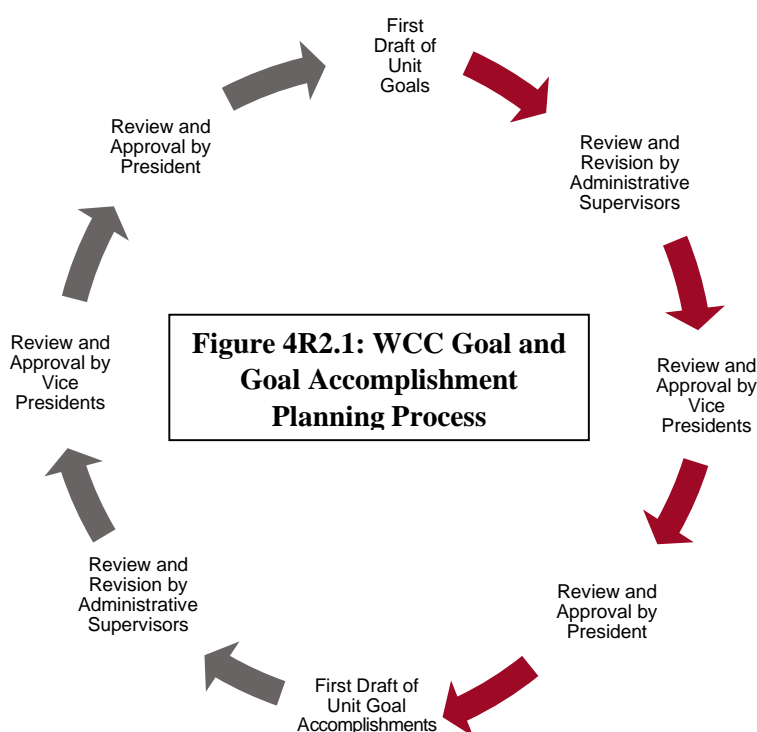 First
Draft of
Unit
Goals
Review and
Revision by
Administrative
Supervisors
Review and
Approval by
Vice
Presidents
Review and
Approval by
President
First Draft of
Unit Goal
Accomplishments
Review and
Revision by
Administrative
Supervisors
Review and
Approval by
Vice
Presidents
Review and
Approval by
President
Figure 4R2.1: WCC Goal and
Goal Accomplishment
Planning Process